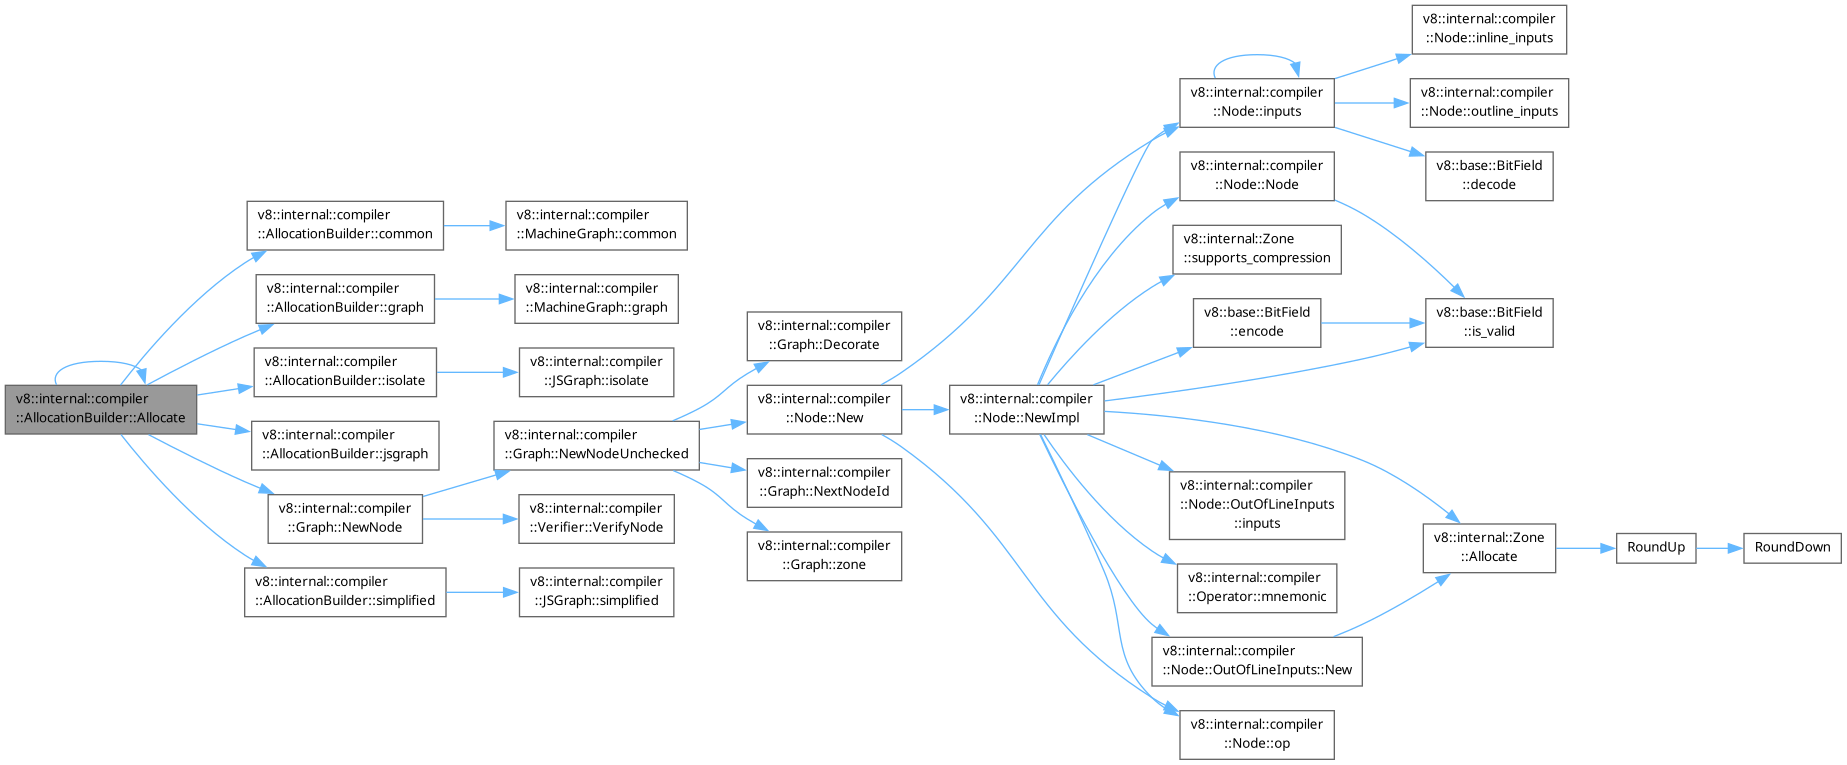 v8::internal::compiler
::AllocationBuilder::Allocate
v8::internal::compiler
::AllocationBuilder::common
v8::internal::compiler
::MachineGraph::common
v8::internal::compiler
::AllocationBuilder::graph
v8::internal::compiler
::MachineGraph::graph
v8::internal::compiler
::AllocationBuilder::isolate
v8::internal::compiler
::JSGraph::isolate
v8::internal::compiler
::AllocationBuilder::jsgraph
v8::internal::compiler
::Graph::NewNode
v8::internal::compiler
::Graph::NewNodeUnchecked
v8::internal::compiler
::Verifier::VerifyNode
v8::internal::compiler
::AllocationBuilder::simplified
v8::internal::compiler
::JSGraph::simplified
v8::internal::compiler
::Graph::Decorate
v8::internal::compiler
::Node::New
v8::internal::compiler
::Graph::NextNodeId
v8::internal::compiler
::Graph::zone
v8::internal::compiler
::Node::NewImpl
v8::internal::compiler
::Node::inputs
v8::internal::compiler
::Node::inline_inputs
v8::internal::compiler
::Node::outline_inputs
v8::base::BitField
::decode
v8::internal::compiler
::Node::Node
v8::internal::Zone
::supports_compression
v8::base::BitField
::encode
v8::base::BitField
::is_valid
v8::internal::compiler
::Node::OutOfLineInputs
::inputs
v8::internal::compiler
::Operator::mnemonic
v8::internal::compiler
::Node::OutOfLineInputs::New
v8::internal::compiler
::Node::op
v8::internal::Zone
::Allocate
RoundUp
RoundDown